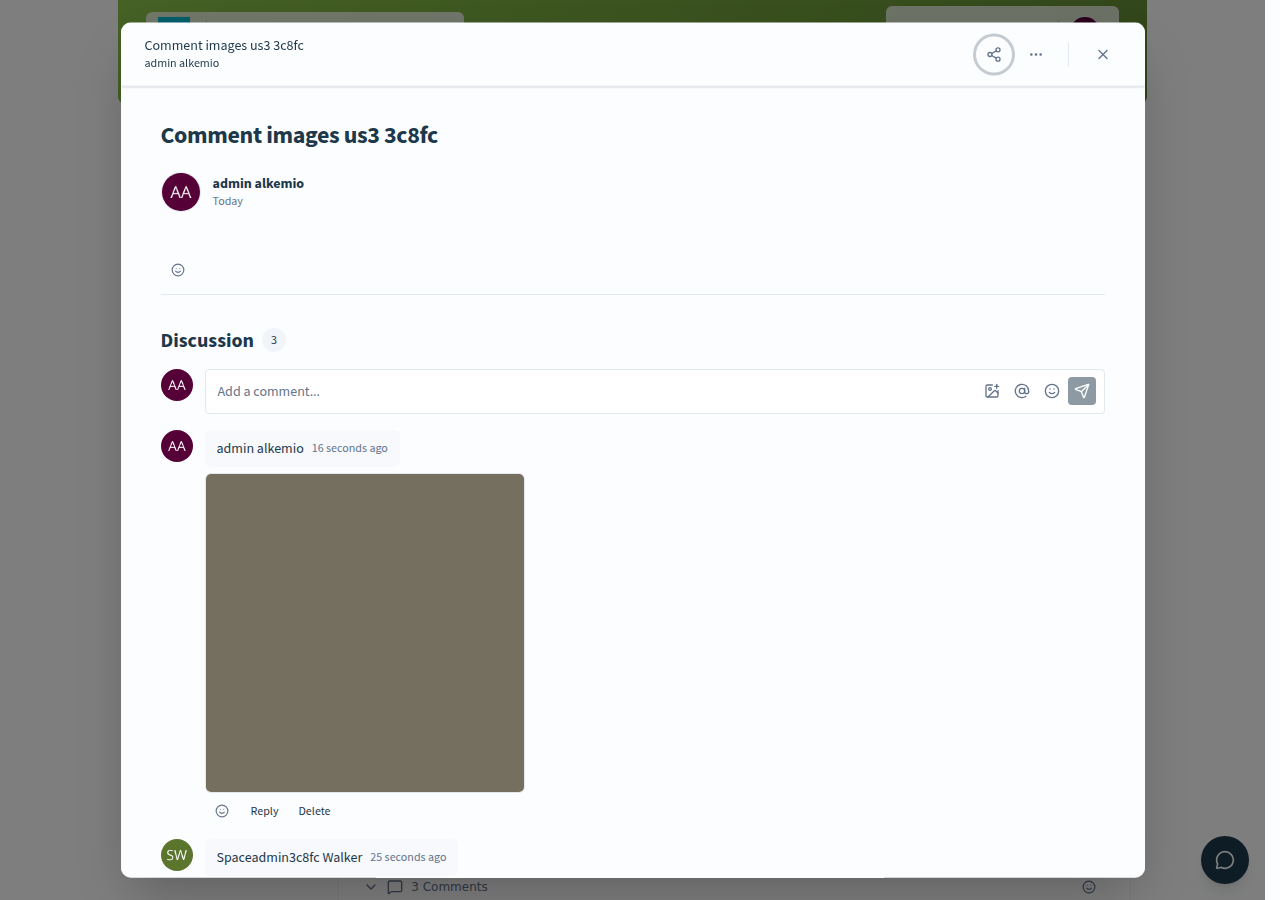 Comment images us3 3c8fc
admin alkemio
Comment images us3 3c8fc
AA
admin alkemio
Today
Discussion 3
AA
Add a comment...
AA
admin alkemio 16 seconds ago
Reply Delete
SW
Spaceadmin3c8fc Walker 25 seconds ago
3 Comments